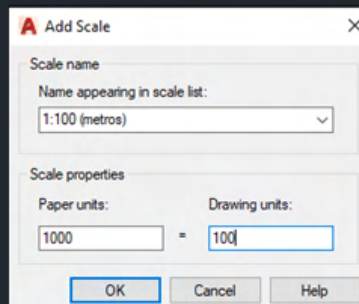 Add Scale
Scale name
Name appearing in scale list:
1:100 (metros)
Scale properties
Paper units: Drawing units:
1000 = 100
OK Cancel Help